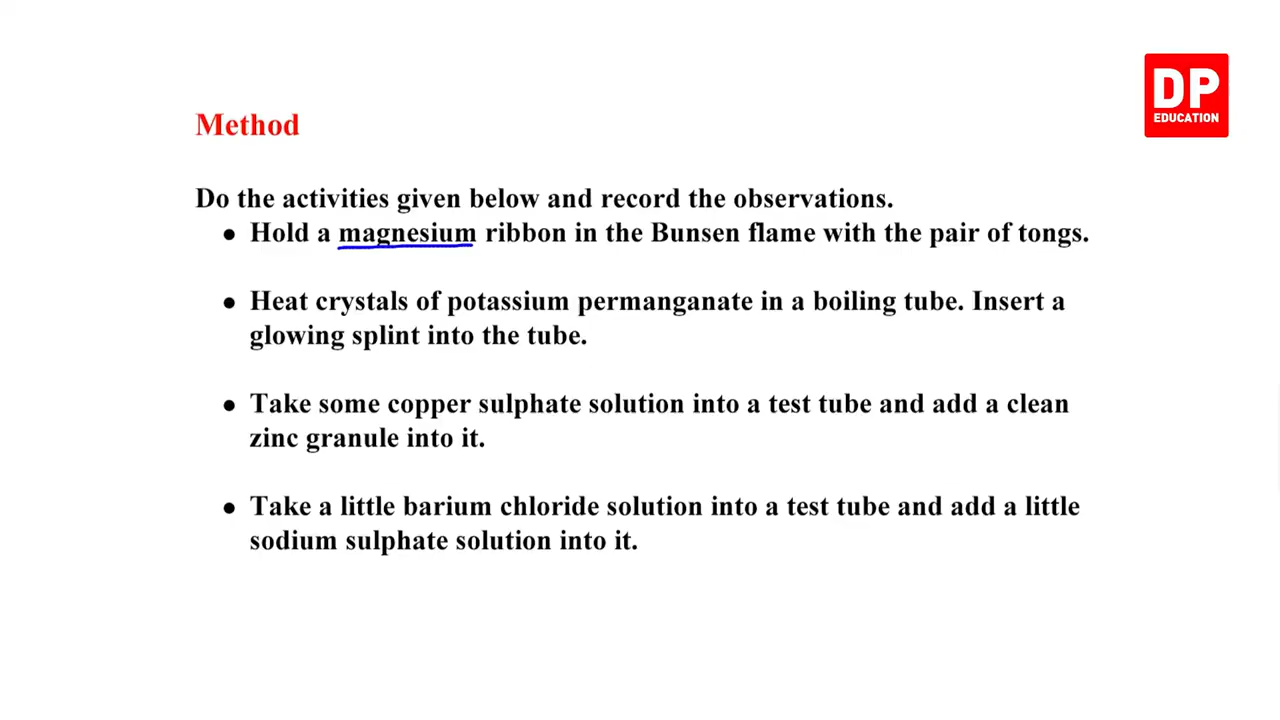 DP
EDUCATION
Method
Do the activities given below and record the observations.
• Hold a magnesium ribbon in the Bunsen flame with the pair of tongs.
• Heat crystals of potassium permanganate in a boiling tube. Insert a
glowing splint into the tube.
• Take some copper sulphate solution into a test tube and add a clean
zinc granule into it.
• Take a little barium chloride solution into a test tube and add a little
sodium sulphate solution into it.